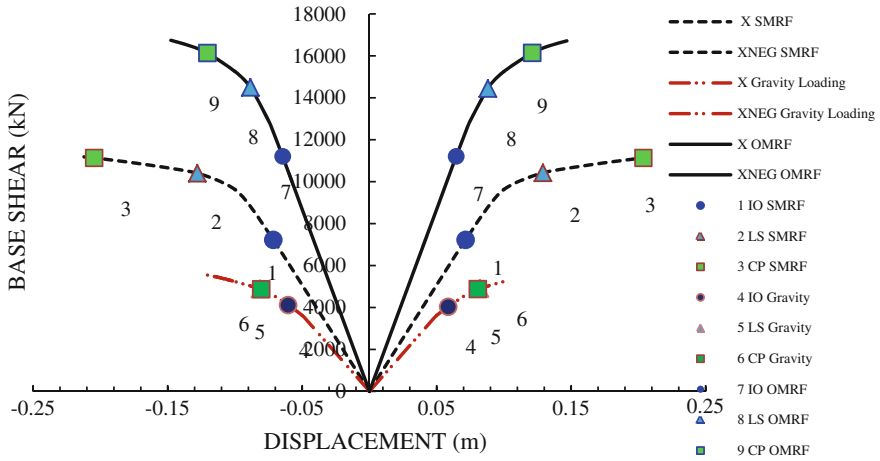 18000
16000
14000
12000
10000
8000
6000
4000
2000
0
BASE SHEAR (kN)
-0.25
-0.15
-0.05
0.05
0.15
0.25
DISPLACEMENT (m)
9
8
7
3
2
1
6
5
4
9
8
7
2
3
1
6
5
4
X SMRF
XNEG SMRF
X Gravity Loading
XNEG Gravity Loading
X OMRF
XNEG OMRF
1 IO SMRF
2 LS SMRF
3 CP SMRF
4 IO Gravity
5 LS Gravity
6 CP Gravity
7 IO OMRF
8 LS OMRF
9 CP OMRF